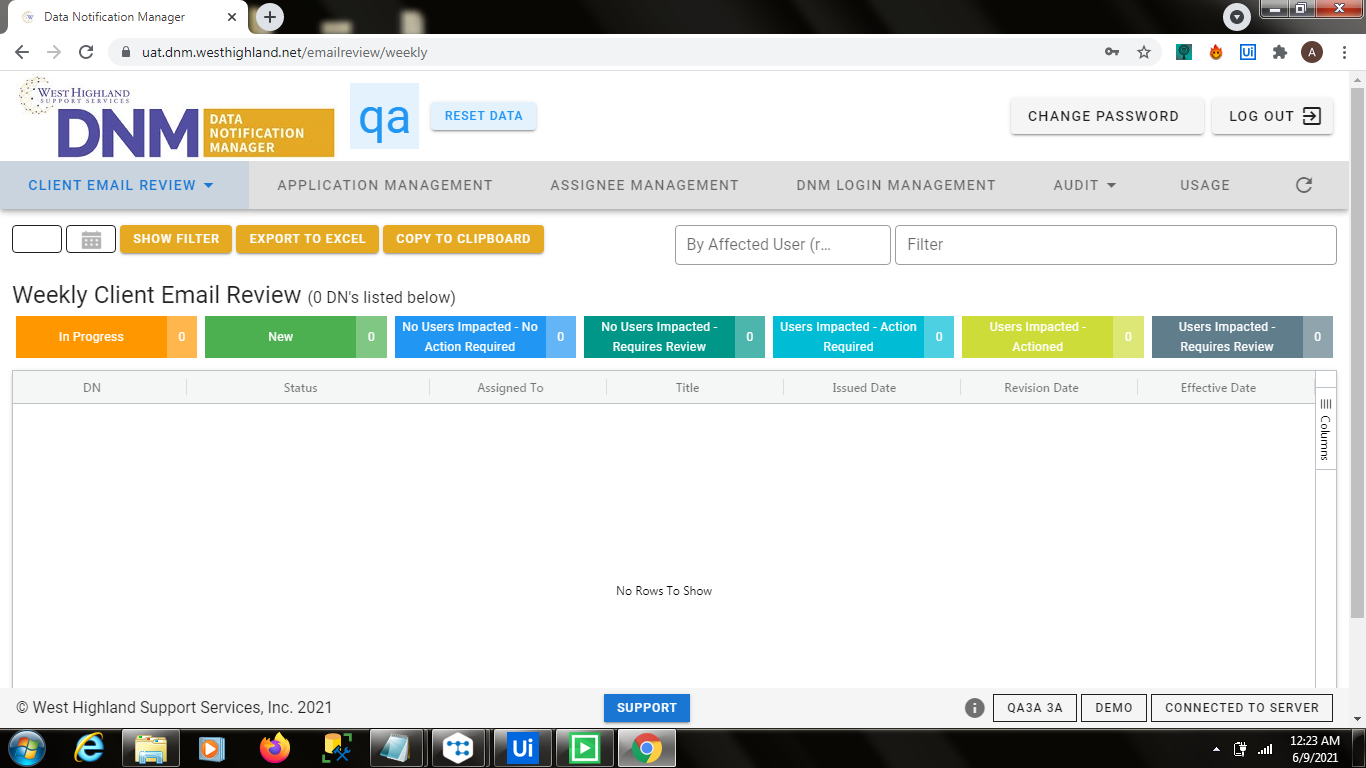 Data Notification Manager
uat.dnm.westhighland.net/emailreview/weekly
A
WEST HIGHLAND
SUPPORT SERVICES
DNM
DATA
NOTIFICATION
MANAGER
qa
RESET DATA
CHANGE PASSWORD
LOG OUT
CLIENT EMAIL REVIEW
APPLICATION MANAGEMENT
ASSIGNEE MANAGEMENT
DNM LOGIN MANAGEMENT
AUDIT
USAGE
SHOW FILTER
EXPORT TO EXCEL
COPY TO CLIPBOARD
By Affected User (r...
Filter
Weekly Client Email Review (0 DN's listed below)
In Progress 0
New 0
No Users Impacted - No
Action Required 0
No Users Impacted -
Requires Review 0
Users Impacted - Action
Required 0
Users Impacted -
Actioned 0
Users Impacted -
Requires Review 0
DN Status Assigned To Title Issued Date Revision Date Effective Date
Columns
No Rows To Show
© West Highland Support Services, Inc. 2021
SUPPORT
QA3A 3A
DEMO
CONNECTED TO SERVER
Ui
12:23 AM
6/9/2021